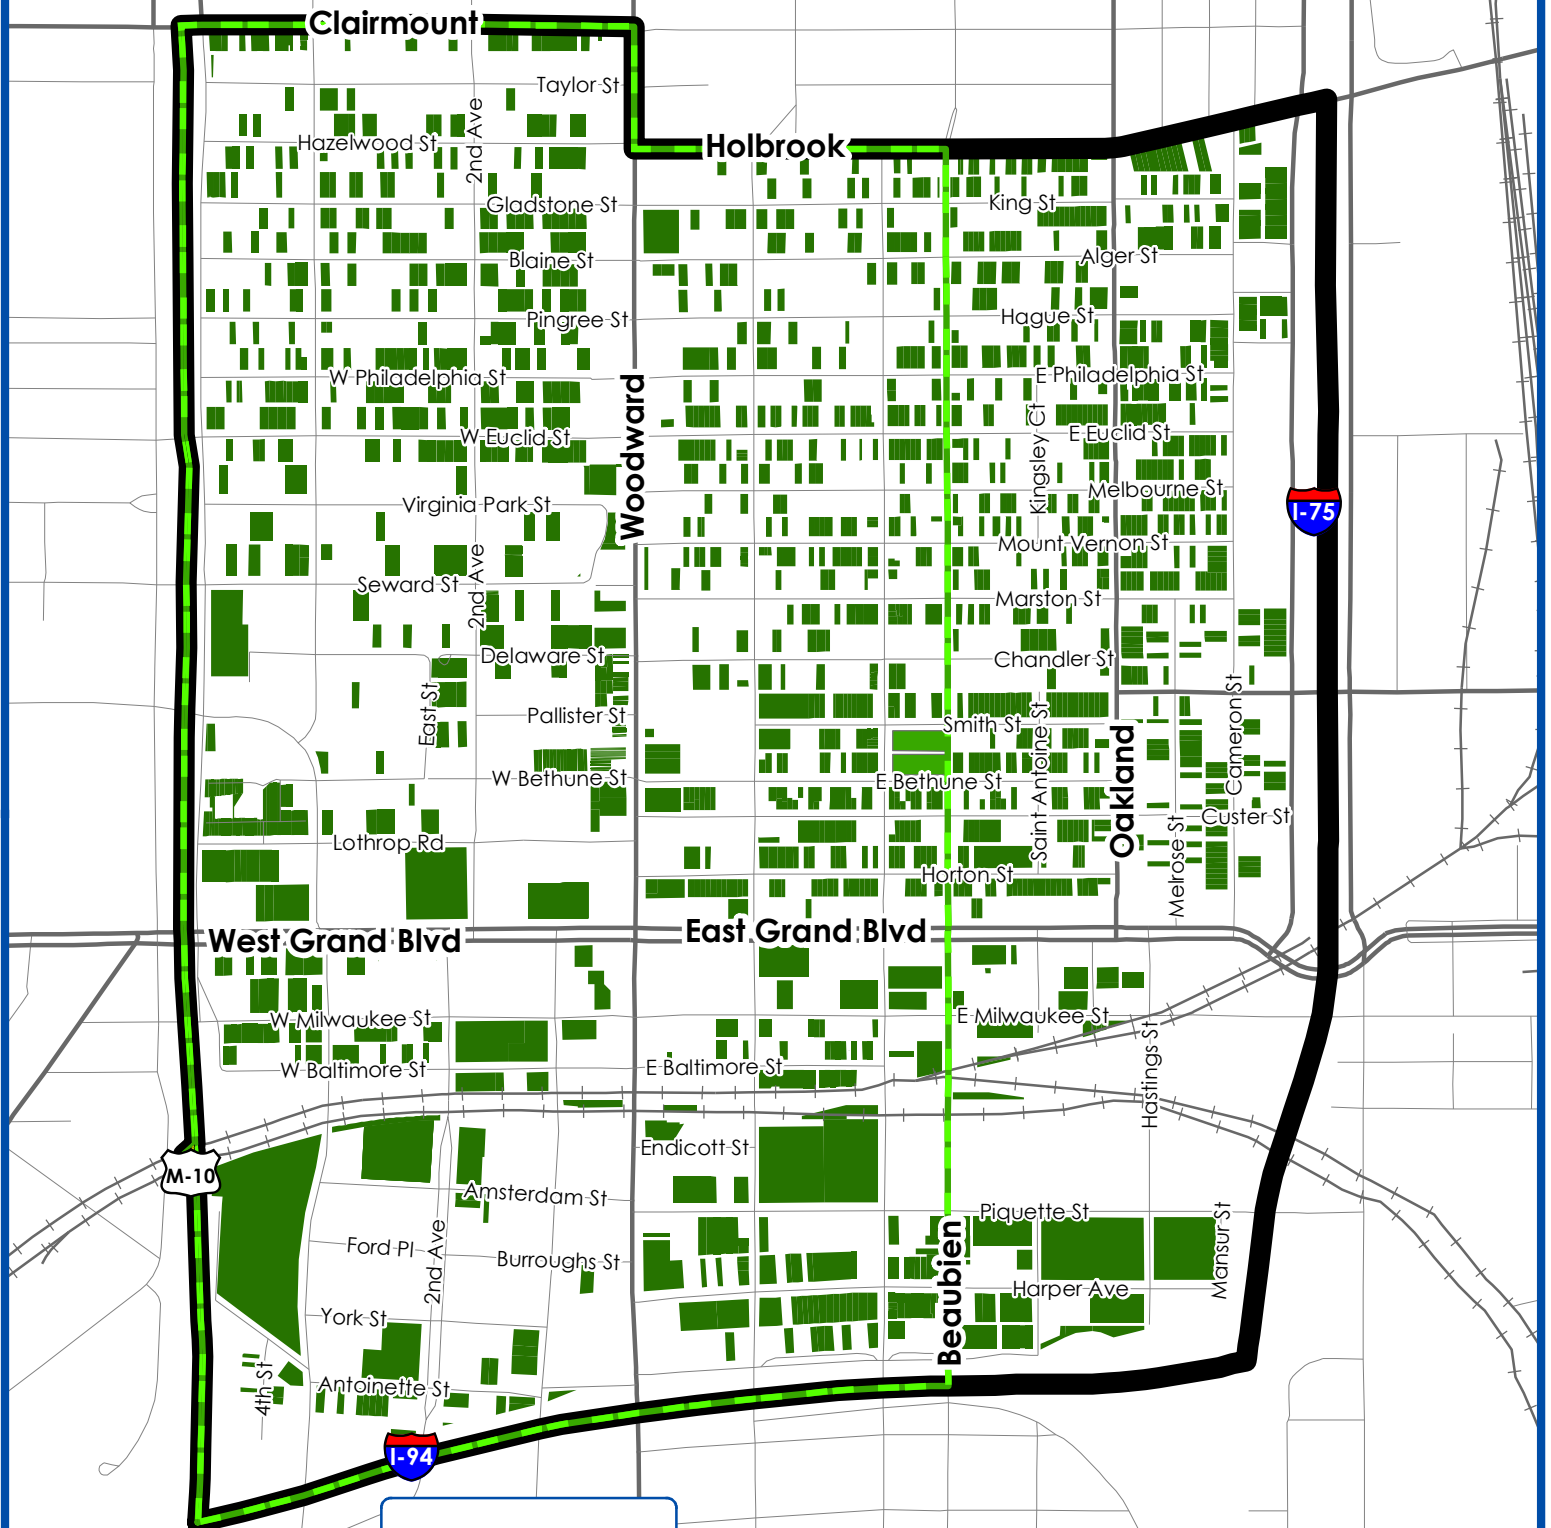 Clairmount
Taylor St
2nd Ave
Hazelwood St
Holbrook
Gladstone St
King St
Blaine St
Alger St
Pingree St
Hague St
W Philadelphia St
E Philadelphia St
Woodward
Kingsley Ct
W Euclid St
E Euclid St
Virginia Park St
Melbourne St
I-75
Mount Vernon St
2nd Ave
Seward St
Marston St
Delaware St
Chandler St
East St
Pallister St
Smith St
Saint Antoine St
Oakland
Cameron St
W Bethune St
E Bethune St
Custer St
Lothrop Rd
Melrose St
Horton St
West Grand Blvd
East Grand Blvd
W Milwaukee St
E Milwaukee St
W Baltimore St
E Baltimore St
Hastings St
Endicott St
M-10
Amsterdam St
Piquette St
Mansur St
Ford Pl
2nd Ave
Burroughs St
Beaubien
Harper Ave
York St
4th St
Antoinette St
I-94